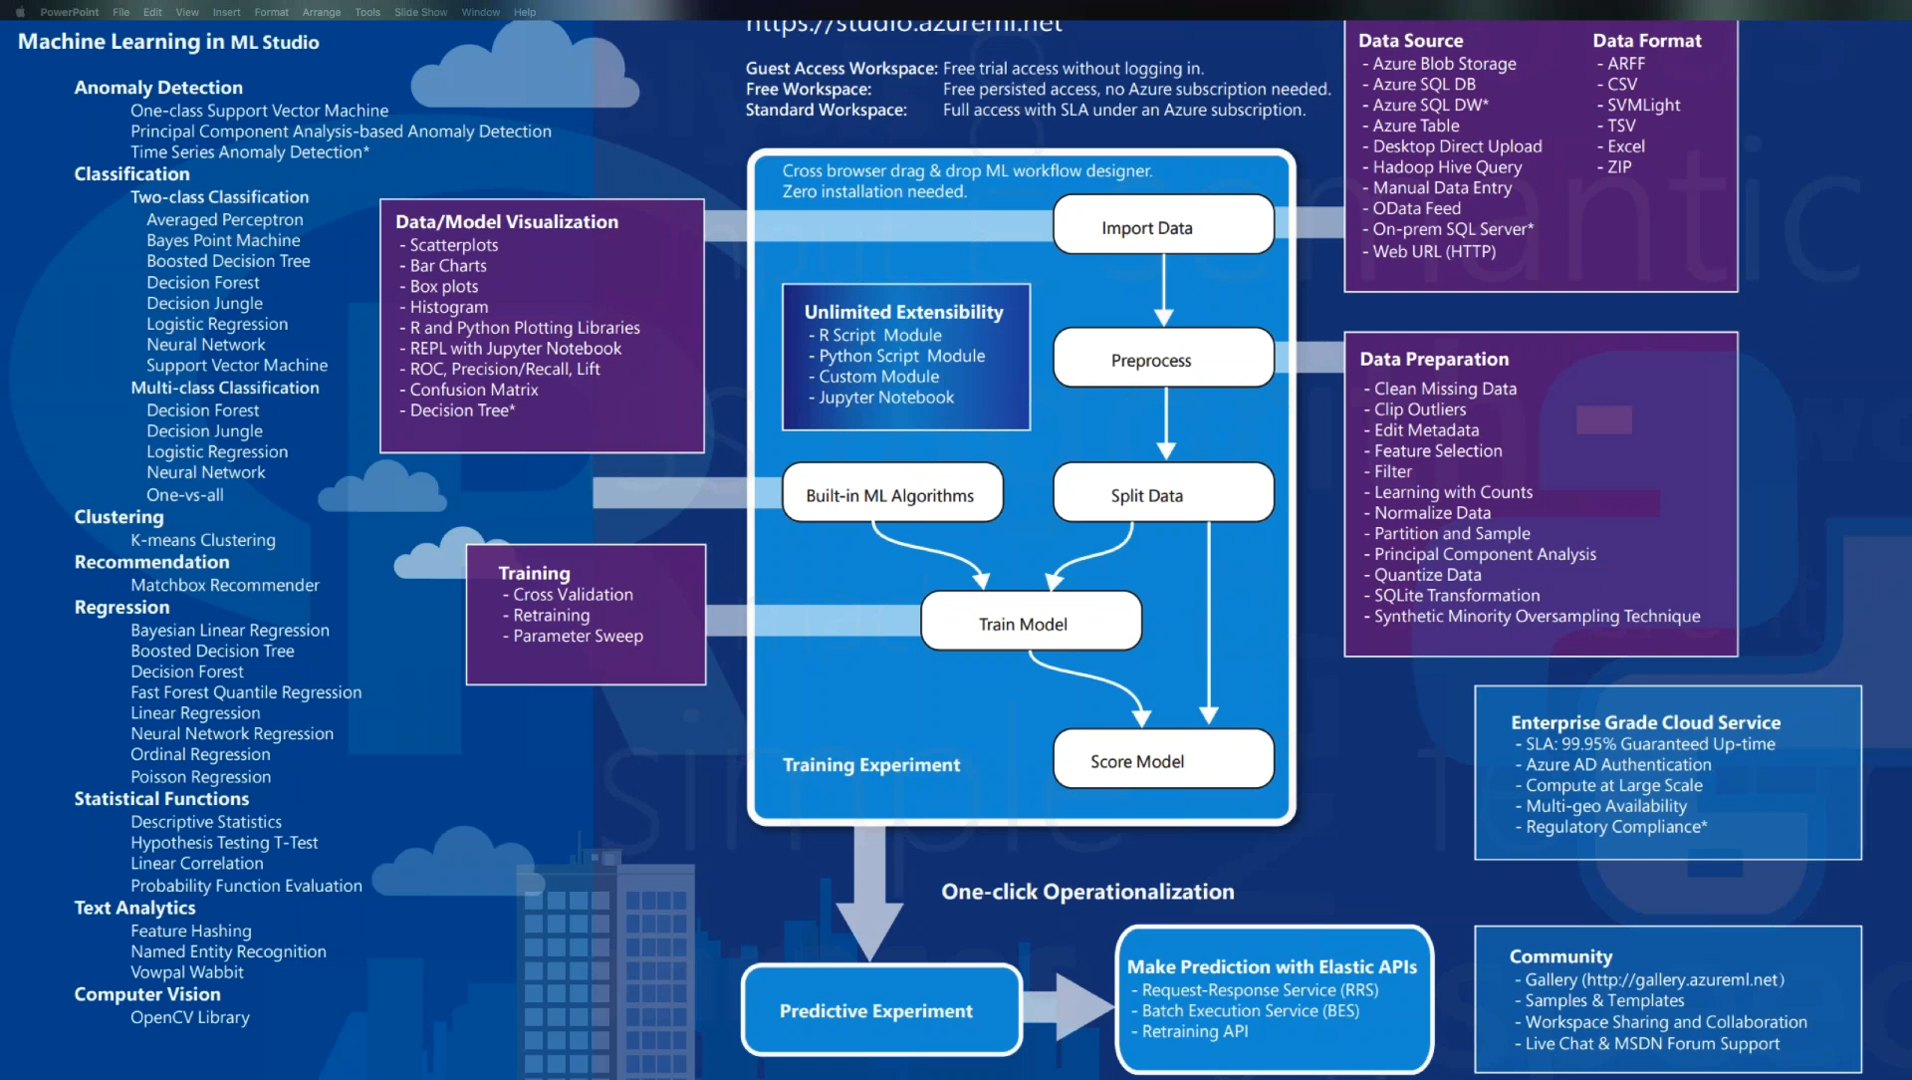 PowerPoint File Edit View Insert Format Arrange Tools Slide Show Window Help
Machine Learning in ML Studio
Anomaly Detection
One-class Support Vector Machine
Principal Component Analysis-based Anomaly Detection
Time Series Anomaly Detection*
Classification
Two-class Classification
Averaged Perceptron
Bayes Point Machine
Boosted Decision Tree
Decision Forest
Decision Jungle
Logistic Regression
Neural Network
Support Vector Machine
Multi-class Classification
Decision Forest
Decision Jungle
Logistic Regression
Neural Network
One-vs-all
Clustering
K-means Clustering
Recommendation
Matchbox Recommender
Regression
Bayesian Linear Regression
Boosted Decision Tree
Decision Forest
Fast Forest Quantile Regression
Linear Regression
Neural Network Regression
Ordinal Regression
Poisson Regression
Statistical Functions
Descriptive Statistics
Hypothesis Testing T-Test
Linear Correlation
Probability Function Evaluation
Text Analytics
Feature Hashing
Named Entity Recognition
Vowpal Wabbit
Computer Vision
OpenCV Library
Data/Model Visualization
- Scatterplots
- Bar Charts
- Box plots
- Histogram
- R and Python Plotting Libraries
- REPL with Jupyter Notebook
- ROC, Precision/Recall, Lift
- Confusion Matrix
- Decision Tree*
Training
- Cross Validation
- Retraining
- Parameter Sweep
https://studio.azureml.net
Guest Access Workspace: Free trial access without logging in.
Free Workspace: Free persisted access, no Azure subscription needed.
Standard Workspace: Full access with SLA under an Azure subscription.
Cross browser drag & drop ML workflow designer.
Zero installation needed.
Import Data
Unlimited Extensibility
- R Script Module
- Python Script Module
- Custom Module
- Jupyter Notebook
Preprocess
Built-in ML Algorithms
Split Data
Train Model
Score Model
Training Experiment
One-click Operationalization
Predictive Experiment
Make Prediction with Elastic APIs
- Request-Response Service (RRS)
- Batch Execution Service (BES)
- Retraining API
Data Source
- Azure Blob Storage
- Azure SQL DB
- Azure SQL DW*
- Azure Table
- Desktop Direct Upload
- Hadoop Hive Query
- Manual Data Entry
- OData Feed
- On-prem SQL Server*
- Web URL (HTTP)
Data Format
- ARFF
- CSV
- SVMLight
- TSV
- Excel
- ZIP
Data Preparation
- Clean Missing Data
- Clip Outliers
- Edit Metadata
- Feature Selection
- Filter
- Learning with Counts
- Normalize Data
- Partition and Sample
- Principal Component Analysis
- Quantize Data
- SQLite Transformation
- Synthetic Minority Oversampling Technique
Enterprise Grade Cloud Service
- SLA: 99.95% Guaranteed Up-time
- Azure AD Authentication
- Compute at Large Scale
- Multi-geo Availability
- Regulatory Compliance*
Community
- Gallery (http://gallery.azureml.net)
- Samples & Templates
- Workspace Sharing and Collaboration
- Live Chat & MSDN Forum Support
semantic
simple